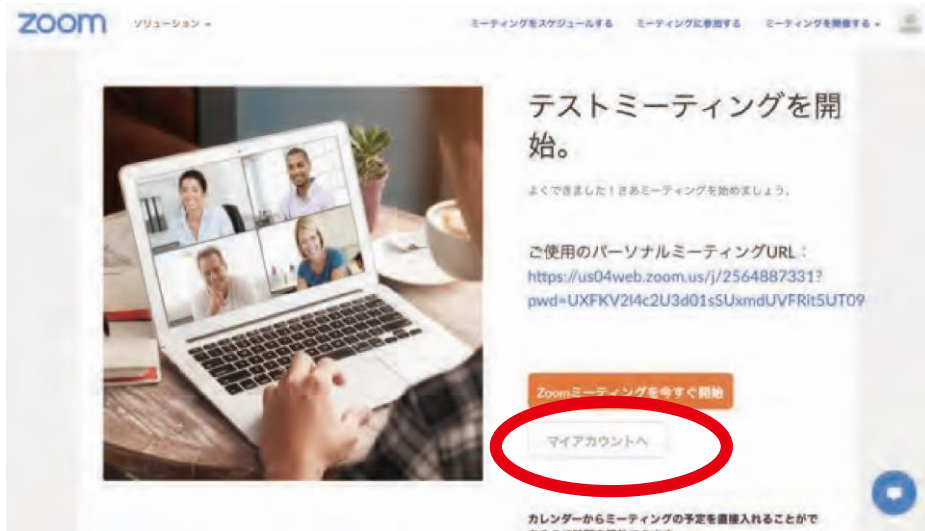 zoom ソリューション ミーティングをスケジュールする ミーティングに参加する ミーティングを開催する
テストミーティングを開
始。
よくできました！さあミーティングを始めましょう。
ご使用のパーソナルミーティングURL：
https://us04web.zoom.us/j/2564887331?
pwd=UXFKV2l4c2U3d01sSUxmdUVFRit5UT09
Zoomミーティングを今すぐ開始
マイアカウントへ
カレンダーからミーティングの予定を直接入れることがで